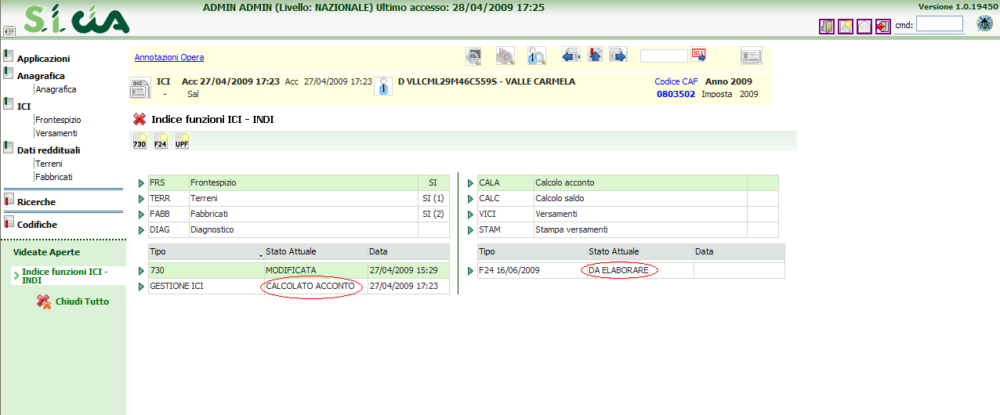 S.i. CIA
ADMIN ADMIN (Livello: NAZIONALE) Ultimo accesso: 28/04/2009 17:25
Versione 1.0.19450
cmd:
Applicazioni
Anagrafica
Anagrafica
ICI
Frontespizio
Versamenti
Dati reddituali
Terreni
Fabbricati
Ricerche
Codifiche
Videate Aperte
Indice funzioni ICI -
INDI
Chiudi Tutto
Annotazioni Opera
SELE
DIC
ICI Acc 27/04/2009 17:23 Acc 27/04/2009 17:23 D VLLCML29M46C559S - VALLE CARMELA Codice CAF Anno 2009
- Sal 0803502 Imposta 2009
Indice funzioni ICI - INDI
730 F24 UPF
FRS Frontespizio SI
TERR Terreni SI (1)
FABB Fabbricati SI (2)
DIAG Diagnostico
CALA Calcolo acconto
CALC Calcolo saldo
VICI Versamenti
STAM Stampa versamenti
Tipo Stato Attuale Data
730 MODIFICATA 27/04/2009 15:29
GESTIONE ICI CALCOLATO ACCONTO 27/04/2009 17:23
Tipo Stato Attuale Data
F24 16/06/2009 DA ELABORARE